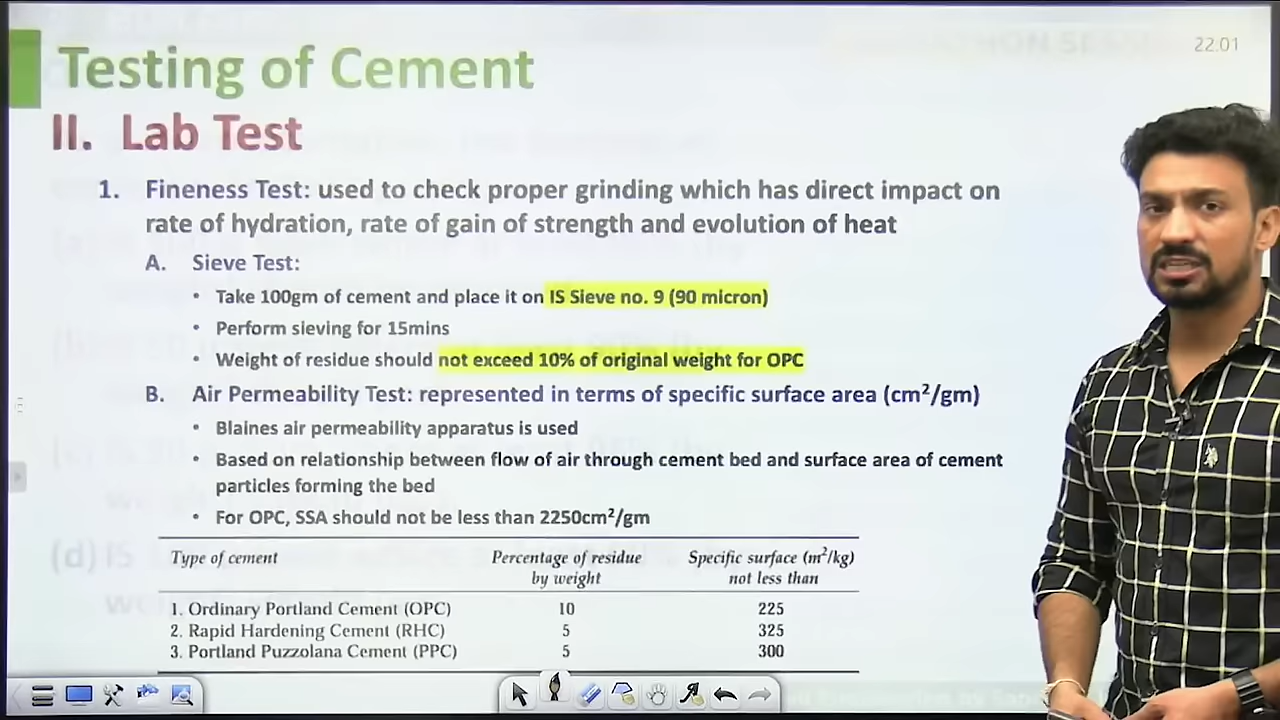 22.01
Testing of Cement
II. Lab Test
1. Fineness Test: used to check proper grinding which has direct impact on
rate of hydration, rate of gain of strength and evolution of heat
A. Sieve Test:
• Take 100gm of cement and place it on IS Sieve no. 9 (90 micron)
• Perform sieving for 15mins
• Weight of residue should not exceed 10% of original weight for OPC
B. Air Permeability Test: represented in terms of specific surface area (cm²/gm)
• Blaines air permeability apparatus is used
• Based on relationship between flow of air through cement bed and surface area of cement
particles forming the bed
• For OPC, SSA should not be less than 2250cm²/gm
Type of cement Percentage of residue Specific surface (m²/kg)
by weight not less than
1. Ordinary Portland Cement (OPC) 10 225
2. Rapid Hardening Cement (RHC) 5 325
3. Portland Puzzolana Cement (PPC) 5 300